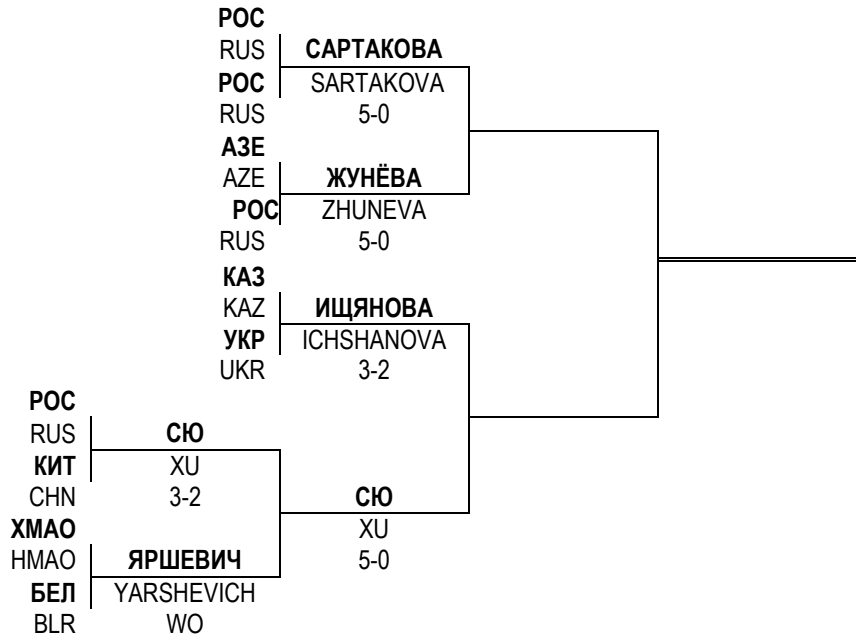 РОС
RUS САРТАКОВА
РОС SARTAKOVA
RUS 5-0
АЗЕ
AZE ЖУНЁВА
РОС ZHUNEVA
RUS 5-0
КАЗ
KAZ ИЩЯНОВА
УКР ICHSHANOVA
UKR 3-2
РОС
RUS СЮ
КИТ XU
CHN 3-2 СЮ
ХМАО XU
HMAO ЯРШЕВИЧ 5-0
БЕЛ YARSHEVICH
BLR WO